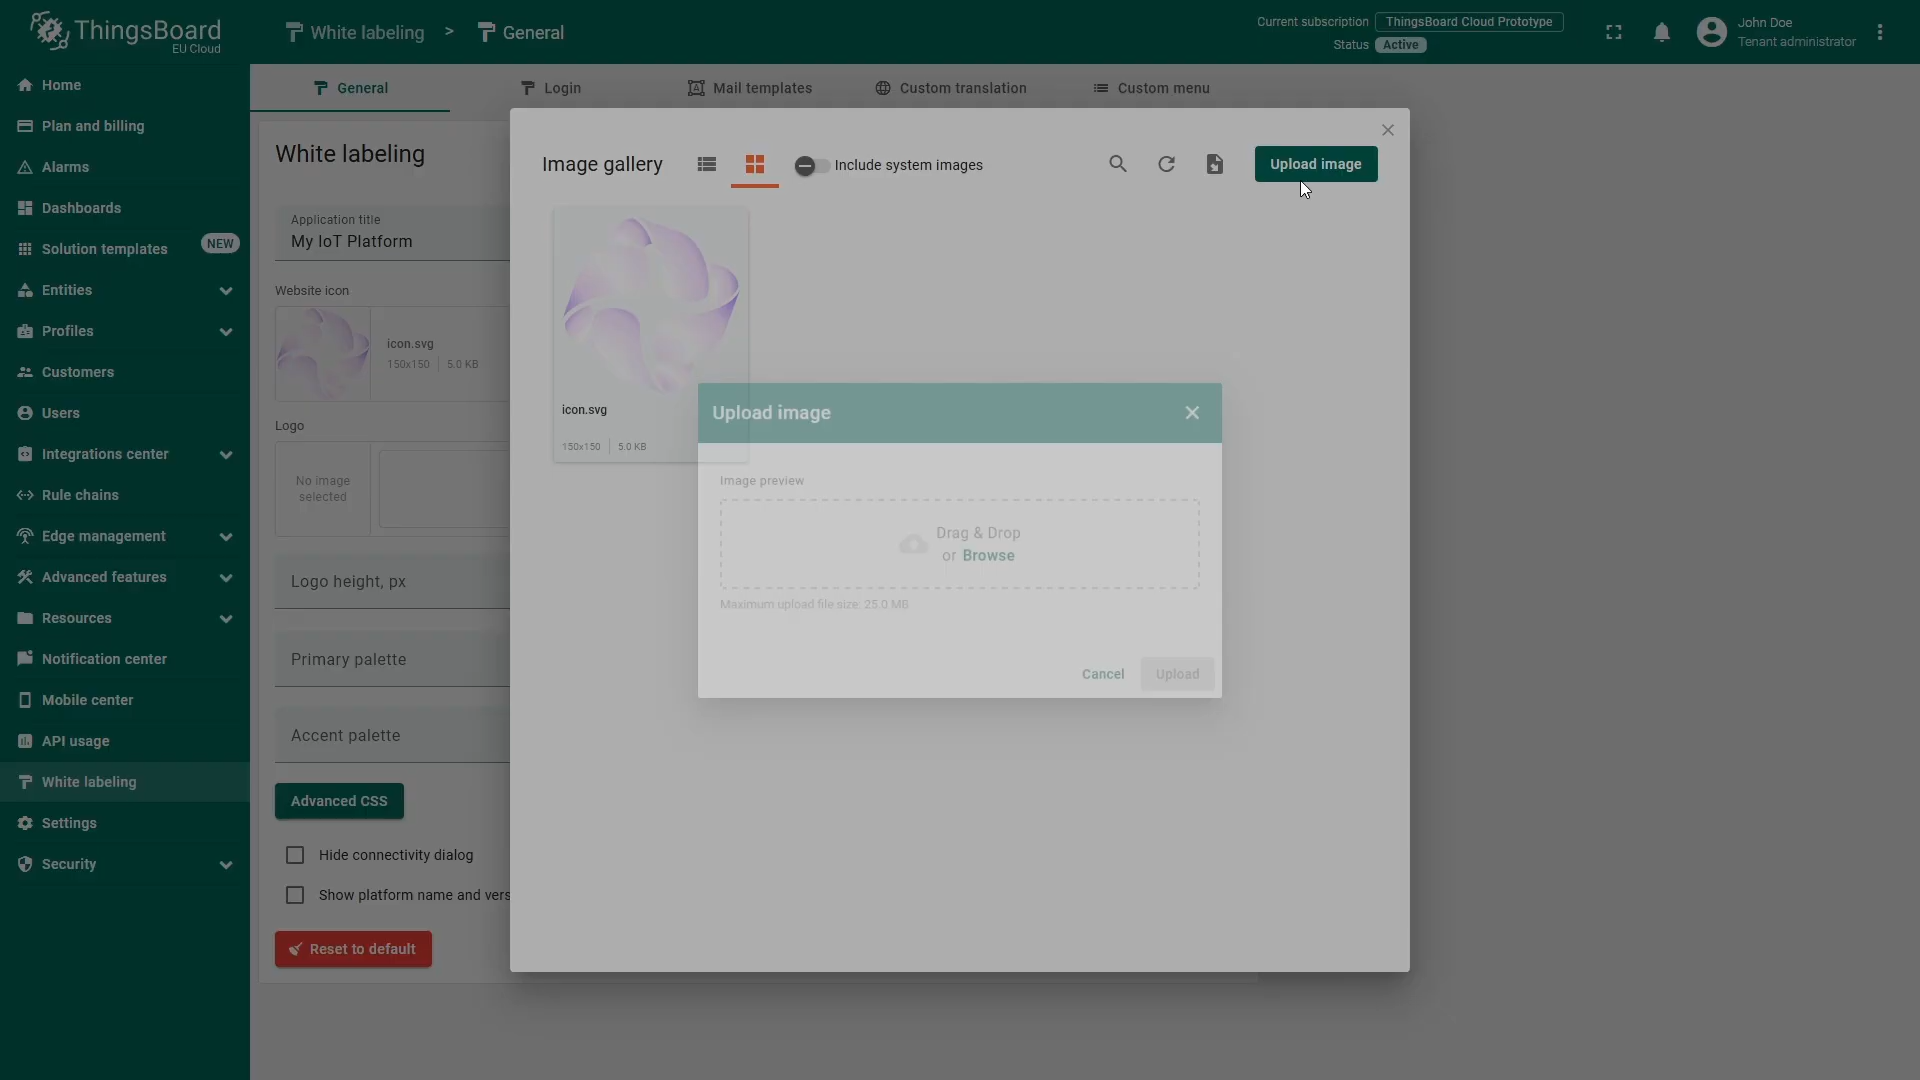 ThingsBoard
EU Cloud
White labeling > General
Current subscription ThingsBoard Cloud Prototype
Status Active
John Doe
Tenant administrator
Home
Plan and billing
Alarms
Dashboards
Solution templates NEW
Entities
Profiles
Customers
Users
Integrations center
Rule chains
Edge management
Advanced features
Resources
Notification center
Mobile center
API usage
White labeling
Settings
Security
General
Login
Mail templates
Custom translation
Custom menu
White labeling
Application title
My IoT Platform
Website icon
icon.svg
150x150 5.0 KB
Logo
No image
selected
Logo height, px
Primary palette
Accent palette
Advanced CSS
Hide connectivity dialog
Show platform name and vers
Reset to default
Image gallery
Include system images
Upload image
icon.svg
150x150 5.0 KB
Upload image
Image preview
Drag & Drop
or Browse
Maximum upload file size: 25.0 MB
Cancel
Upload